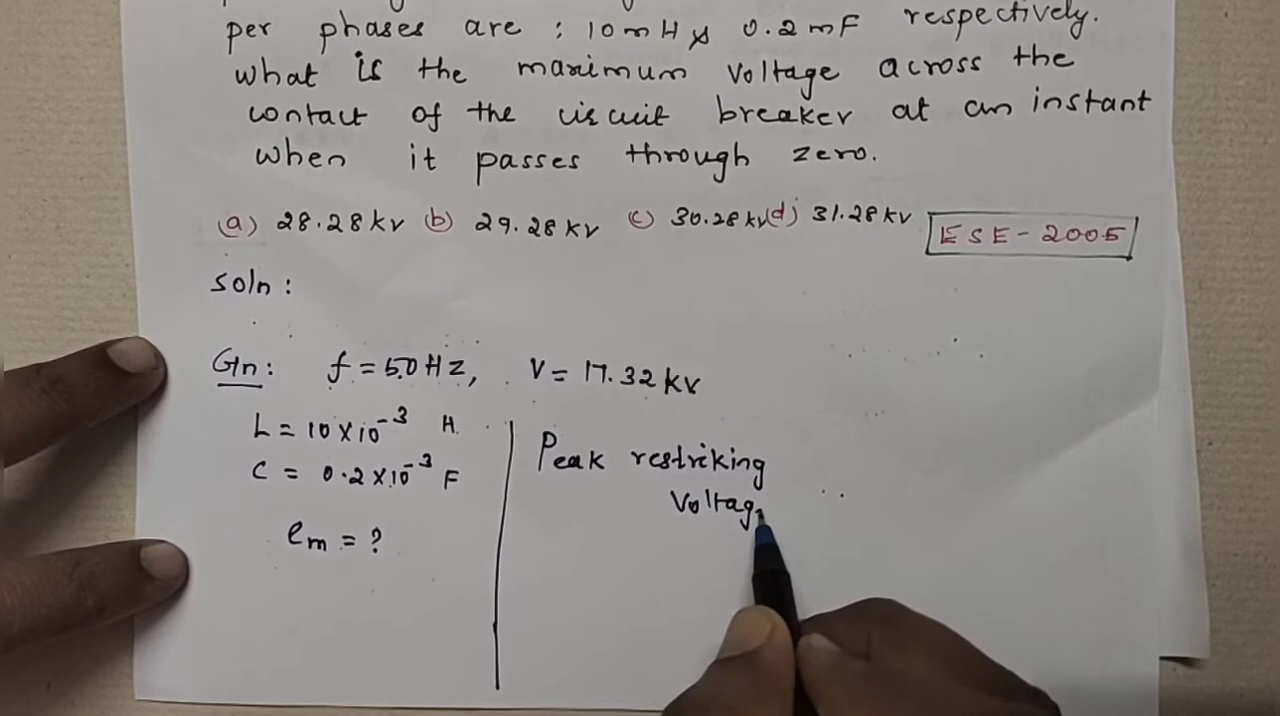 per phases are : 10mH & 0.2mF respectively.
what is the maximum voltage across the
contact of the circuit breaker at an instant
when it passes through zero.
(a) 28.28kv (b) 29.28kv (c) 30.28kv (d) 31.28kv
ESE-2005
soln :
Gn: f = 50Hz, V = 17.32kv
L = 10×10⁻³ H.
C = 0.2×10⁻³ F
em = ?
Peak restriking
Voltag